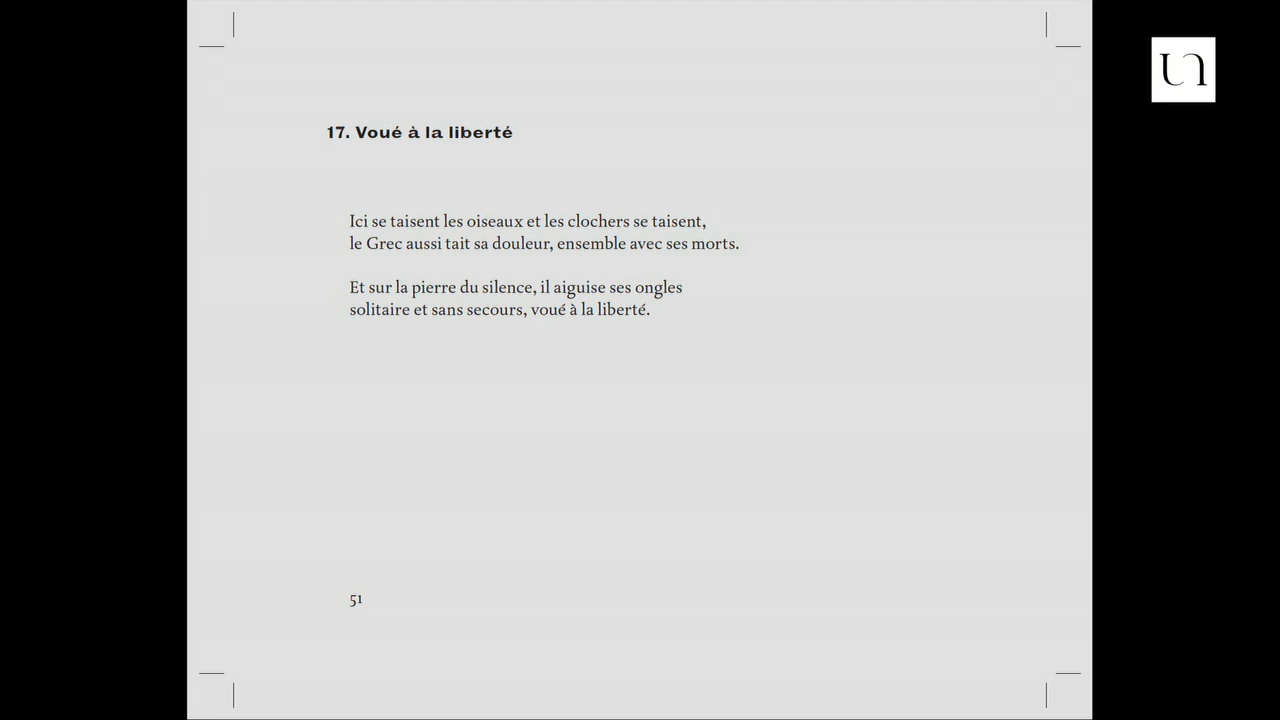 17. Voué à la liberté
Ici se taisent les oiseaux et les clochers se taisent,
le Grec aussi tait sa douleur, ensemble avec ses morts.
Et sur la pierre du silence, il aiguise ses ongles
solitaire et sans secours, voué à la liberté.
51